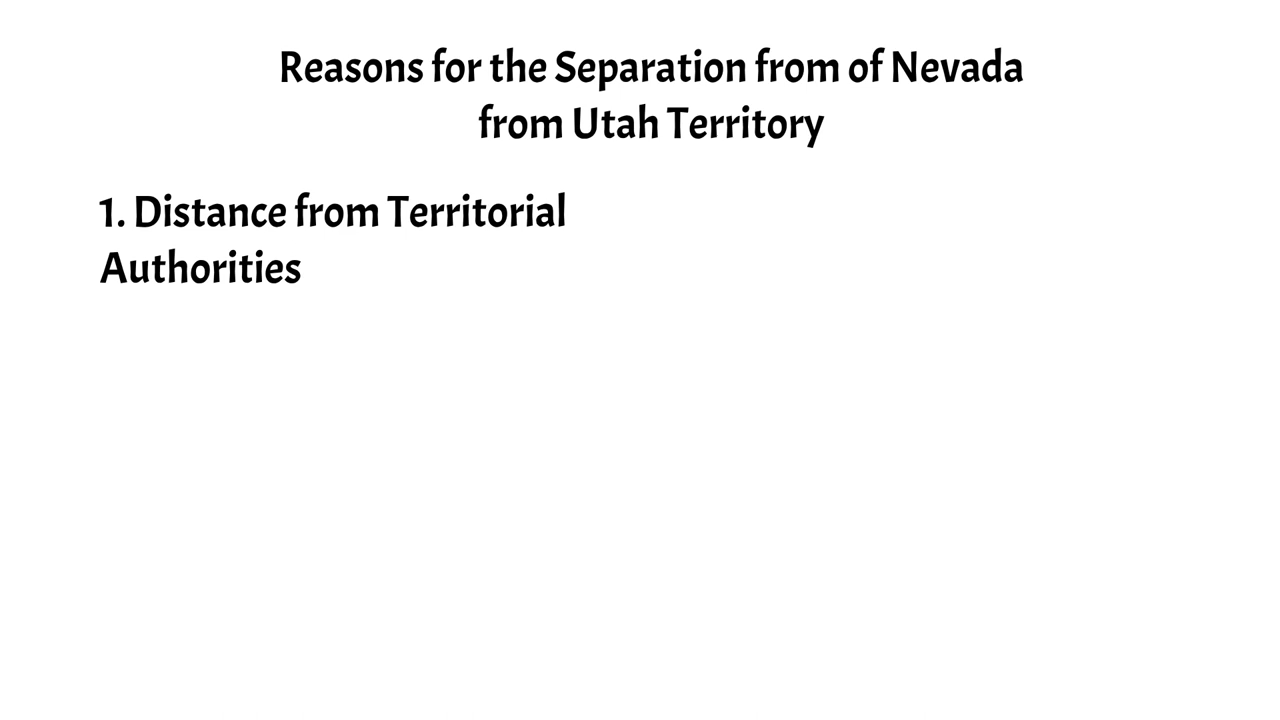 Reasons for the Separation from of Nevada
from Utah Territory
1. Distance from Territorial
Authorities